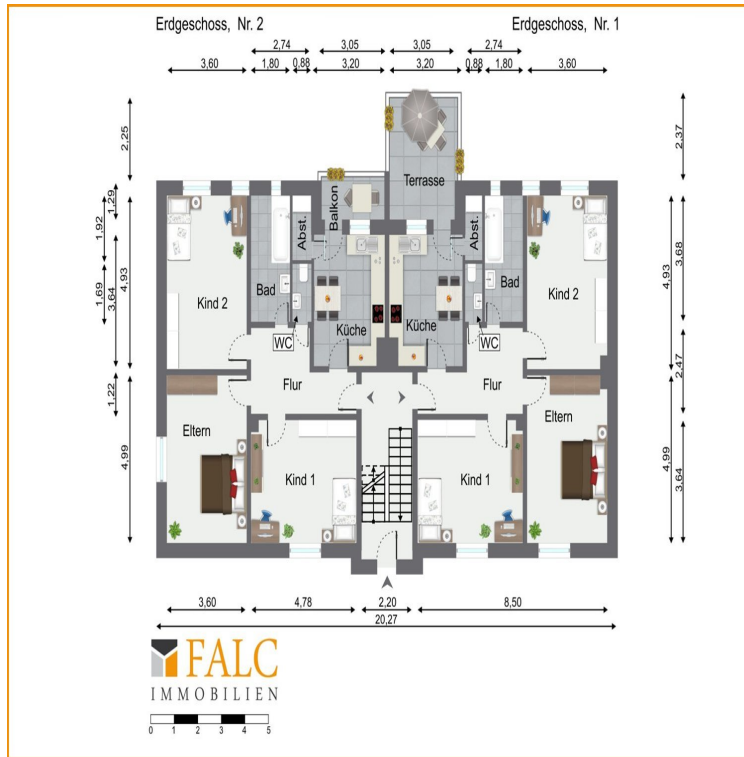 Erdgeschoss, Nr. 2
Erdgeschoss, Nr. 1
2,74 3,05 3,05 2,74
3,60 1,80 0,88 3,20 3,20 0,88 1,80 3,60
2,25
2,37
Terrasse
Balkon
1,29
1,92
4,93
3,64
1,69
Abst.
Abst.
4,93
3,68
Kind 2
Bad
Bad
Kind 2
Küche
Küche
WC
WC
2,47
Flur
Flur
1,22
Eltern
Eltern
4,99
Kind 1
Kind 1
4,99
3,64
3,60 4,78 2,20 8,50
20,27
FALC
IMMOBILIEN
0 1 2 3 4 5